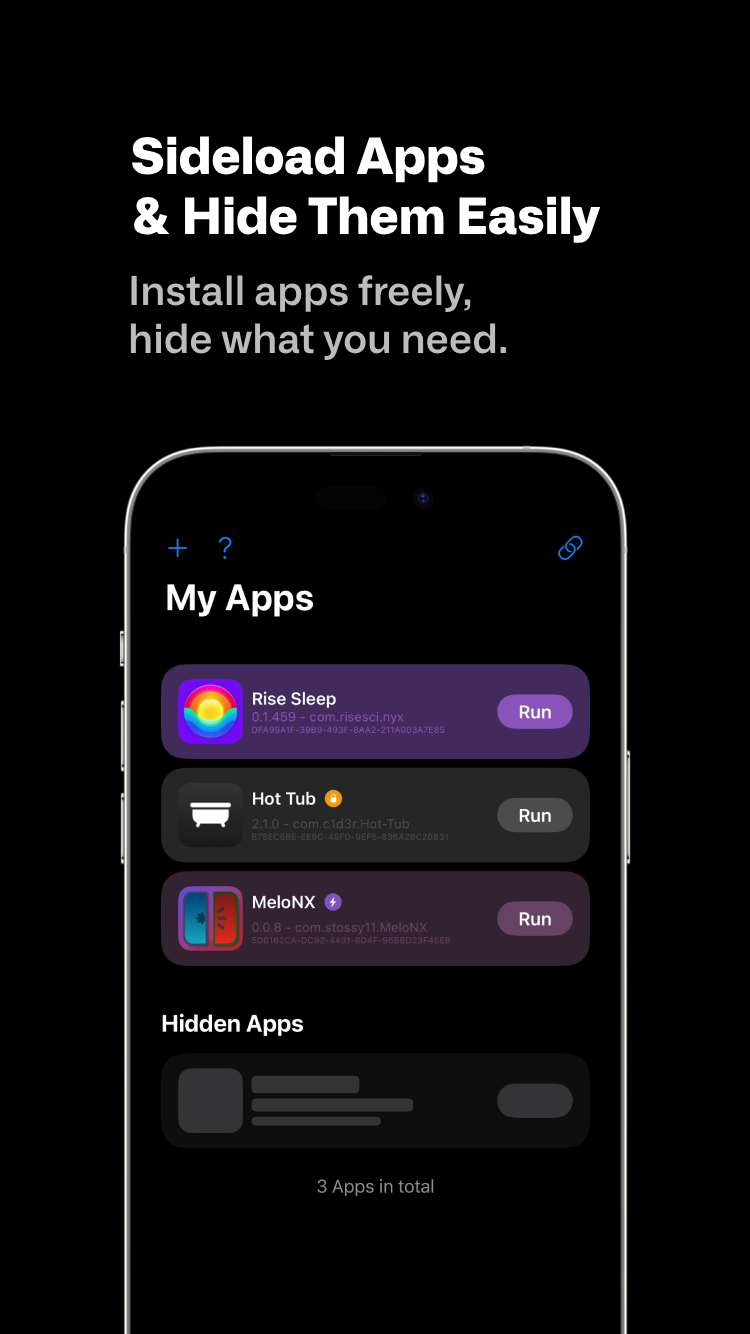 Sideload Apps
& Hide Them Easily
Install apps freely,
hide what you need.
+ ?
My Apps
Rise Sleep
0.1.459 - com.risesci.nyx
DFA99A1F-39B9-493F-8AA2-211A003A7E65
Run
Hot Tub
2.1.0 - com.c1d3r.Hot-Tub
B75EC6BE-EE9C-49FD-9EF5-836A28C20831
Run
MeloNX
0.0.8 - com.stossy11.MeloNX
5D6162CA-DC92-4431-8D4F-96BBD23F46EB
Run
Hidden Apps
3 Apps in total